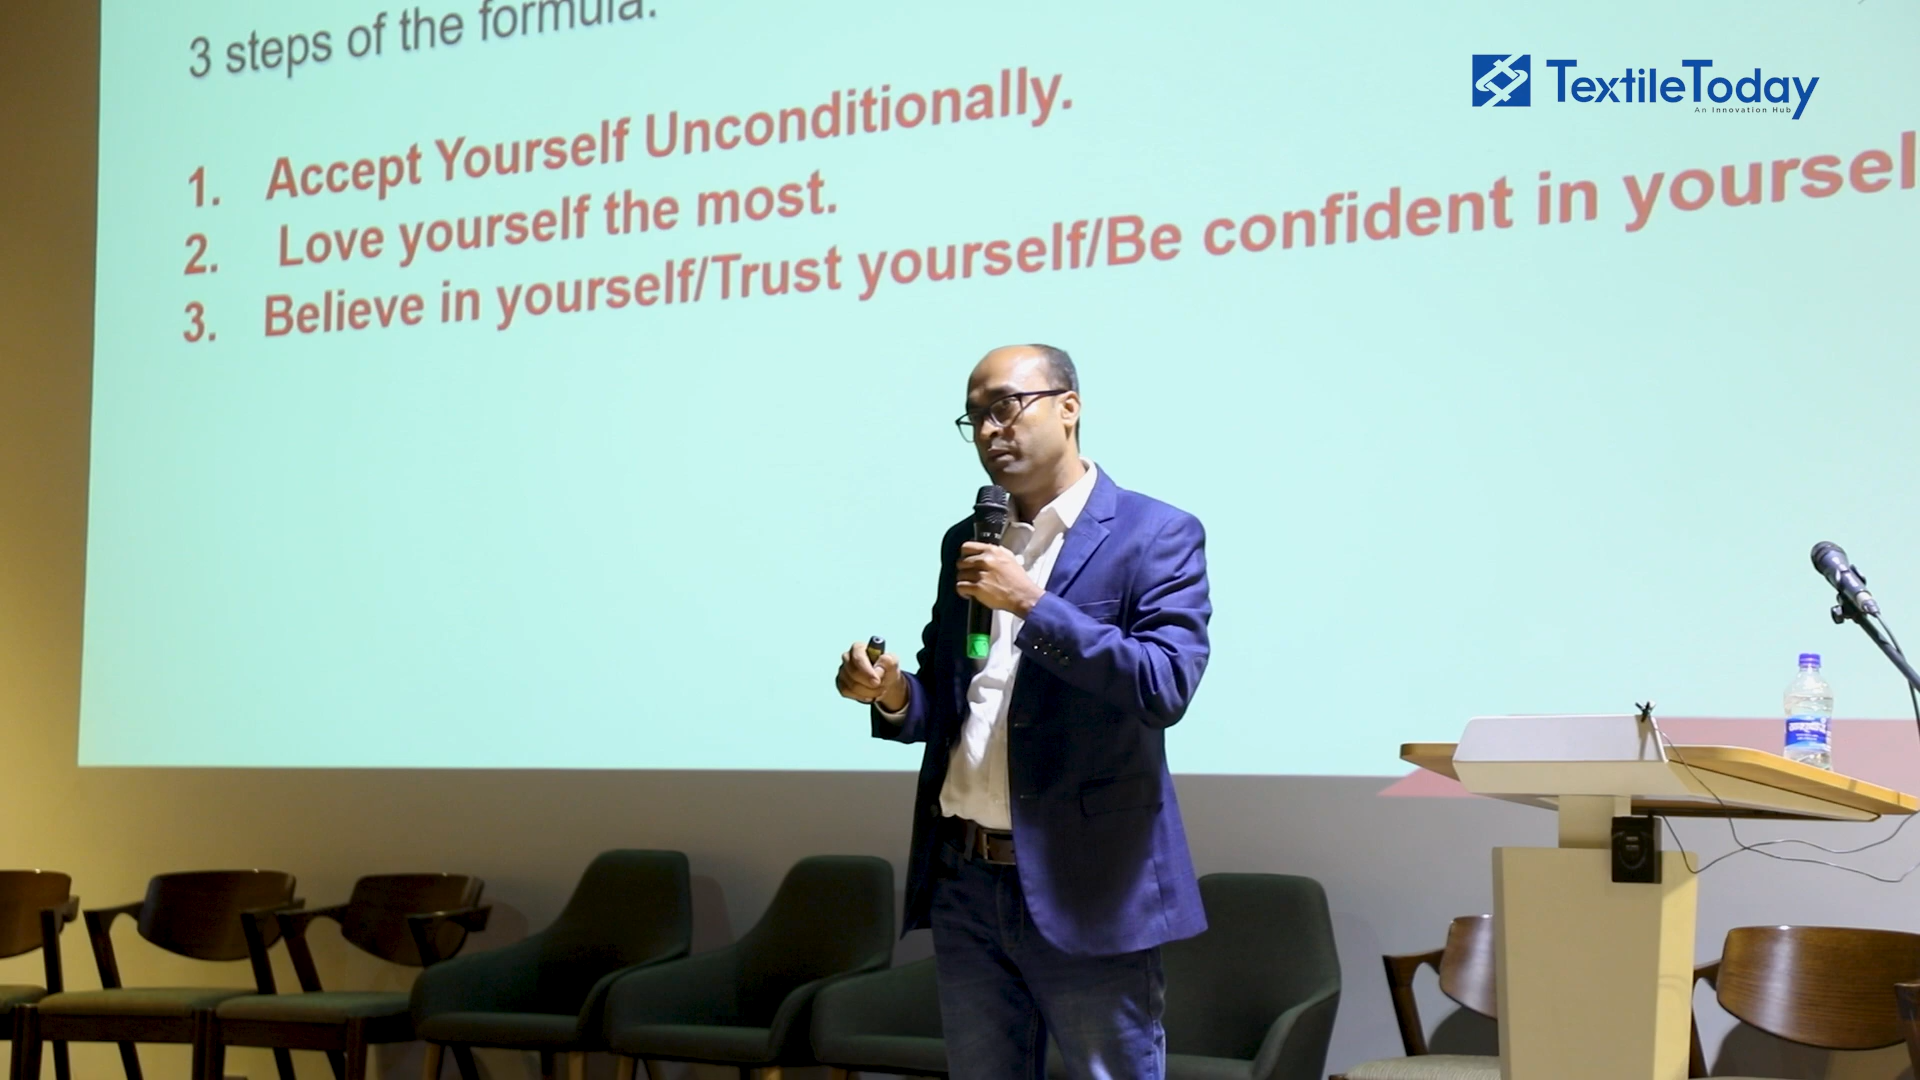 3 steps of the formula:
TextileToday
An Innovation Hub
1. Accept Yourself Unconditionally.
2. Love yourself the most.
3. Believe in yourself/Trust yourself/Be confident in yoursel